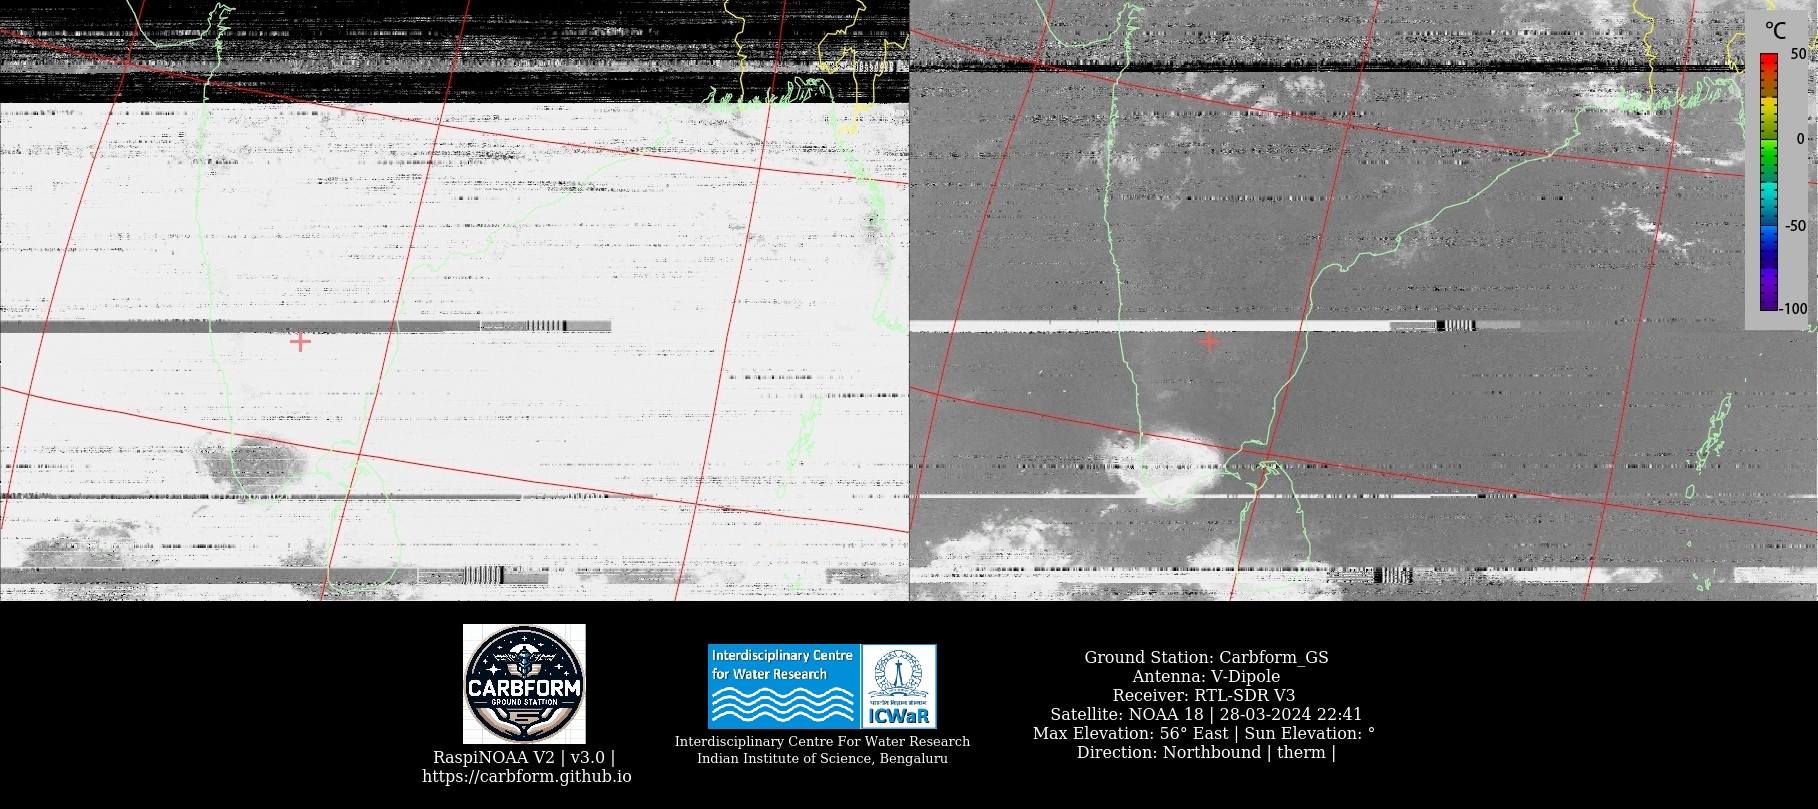 °C
50
0
-50
-100
CARBFORM
GROUND STATTION
RaspiNOAA V2 | v3.0 |
https://carbform.github.io
Interdisciplinary Centre
for Water Research
ICWaR
Interdisciplinary Centre For Water Research
Indian Institute of Science, Bengaluru
Ground Station: Carbform_GS
Antenna: V-Dipole
Receiver: RTL-SDR V3
Satellite: NOAA 18 | 28-03-2024 22:41
Max Elevation: 56° East | Sun Elevation: °
Direction: Northbound | therm |